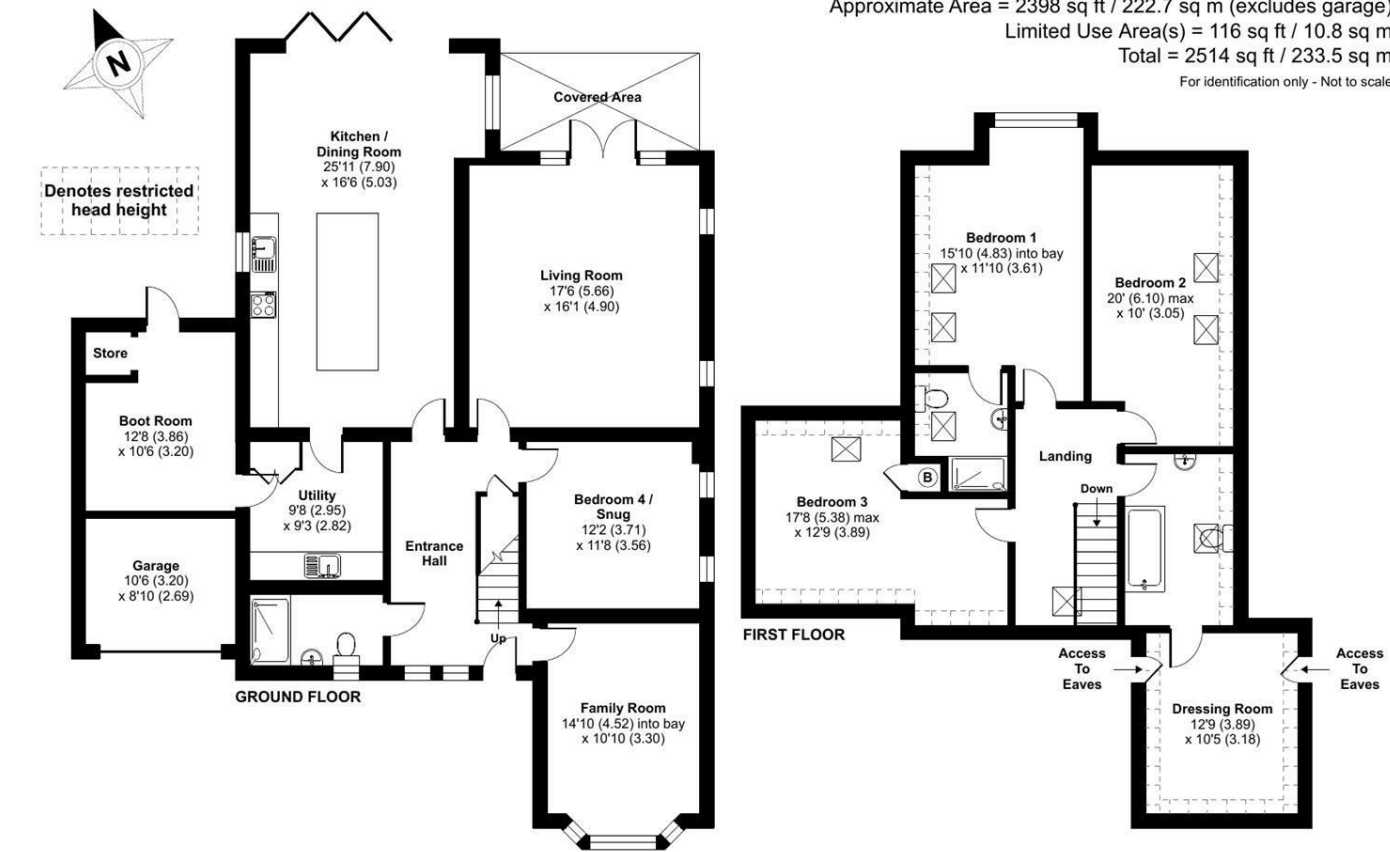 Approximate Area = 2398 sq ft / 222.7 sq m (excludes garage)
Limited Use Area(s) = 116 sq ft / 10.8 sq m
Total = 2514 sq ft / 233.5 sq m
For identification only - Not to scale
N
Denotes restricted
head height
Covered Area
Kitchen /
Dining Room
25'11 (7.90)
x 16'6 (5.03)
Living Room
17'6 (5.66)
x 16'1 (4.90)
Store
Boot Room
12'8 (3.86)
x 10'6 (3.20)
Utility
9'8 (2.95)
x 9'3 (2.82)
Garage
10'6 (3.20)
x 8'10 (2.69)
Entrance
Hall
Bedroom 4 /
Snug
12'2 (3.71)
x 11'8 (3.56)
Up
Family Room
14'10 (4.52) into bay
x 10'10 (3.30)
GROUND FLOOR
Bedroom 1
15'10 (4.83) into bay
x 11'10 (3.61)
Bedroom 2
20' (6.10) max
x 10' (3.05)
Landing
Down
B
Bedroom 3
17'8 (5.38) max
x 12'9 (3.89)
FIRST FLOOR
Access
To
Eaves
Access
To
Eaves
Dressing Room
12'9 (3.89)
x 10'5 (3.18)